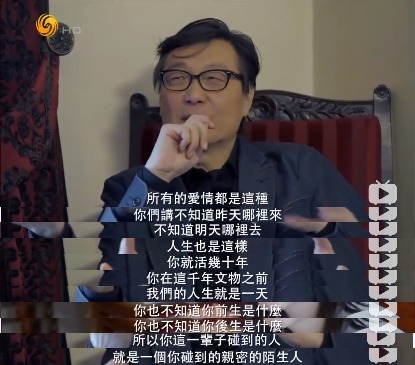 HD
所有的愛情都是這種
你們講不知道昨天哪裡來
不知道明天哪裡去
人生也是這樣
你就活幾十年
你在這千年文物之前
我們的人生就是一天
你也不知道你前生是什麼
你也不知道你後生是什麼
所以你這一輩子碰到的人
就是一個你碰到的親密的陌生人